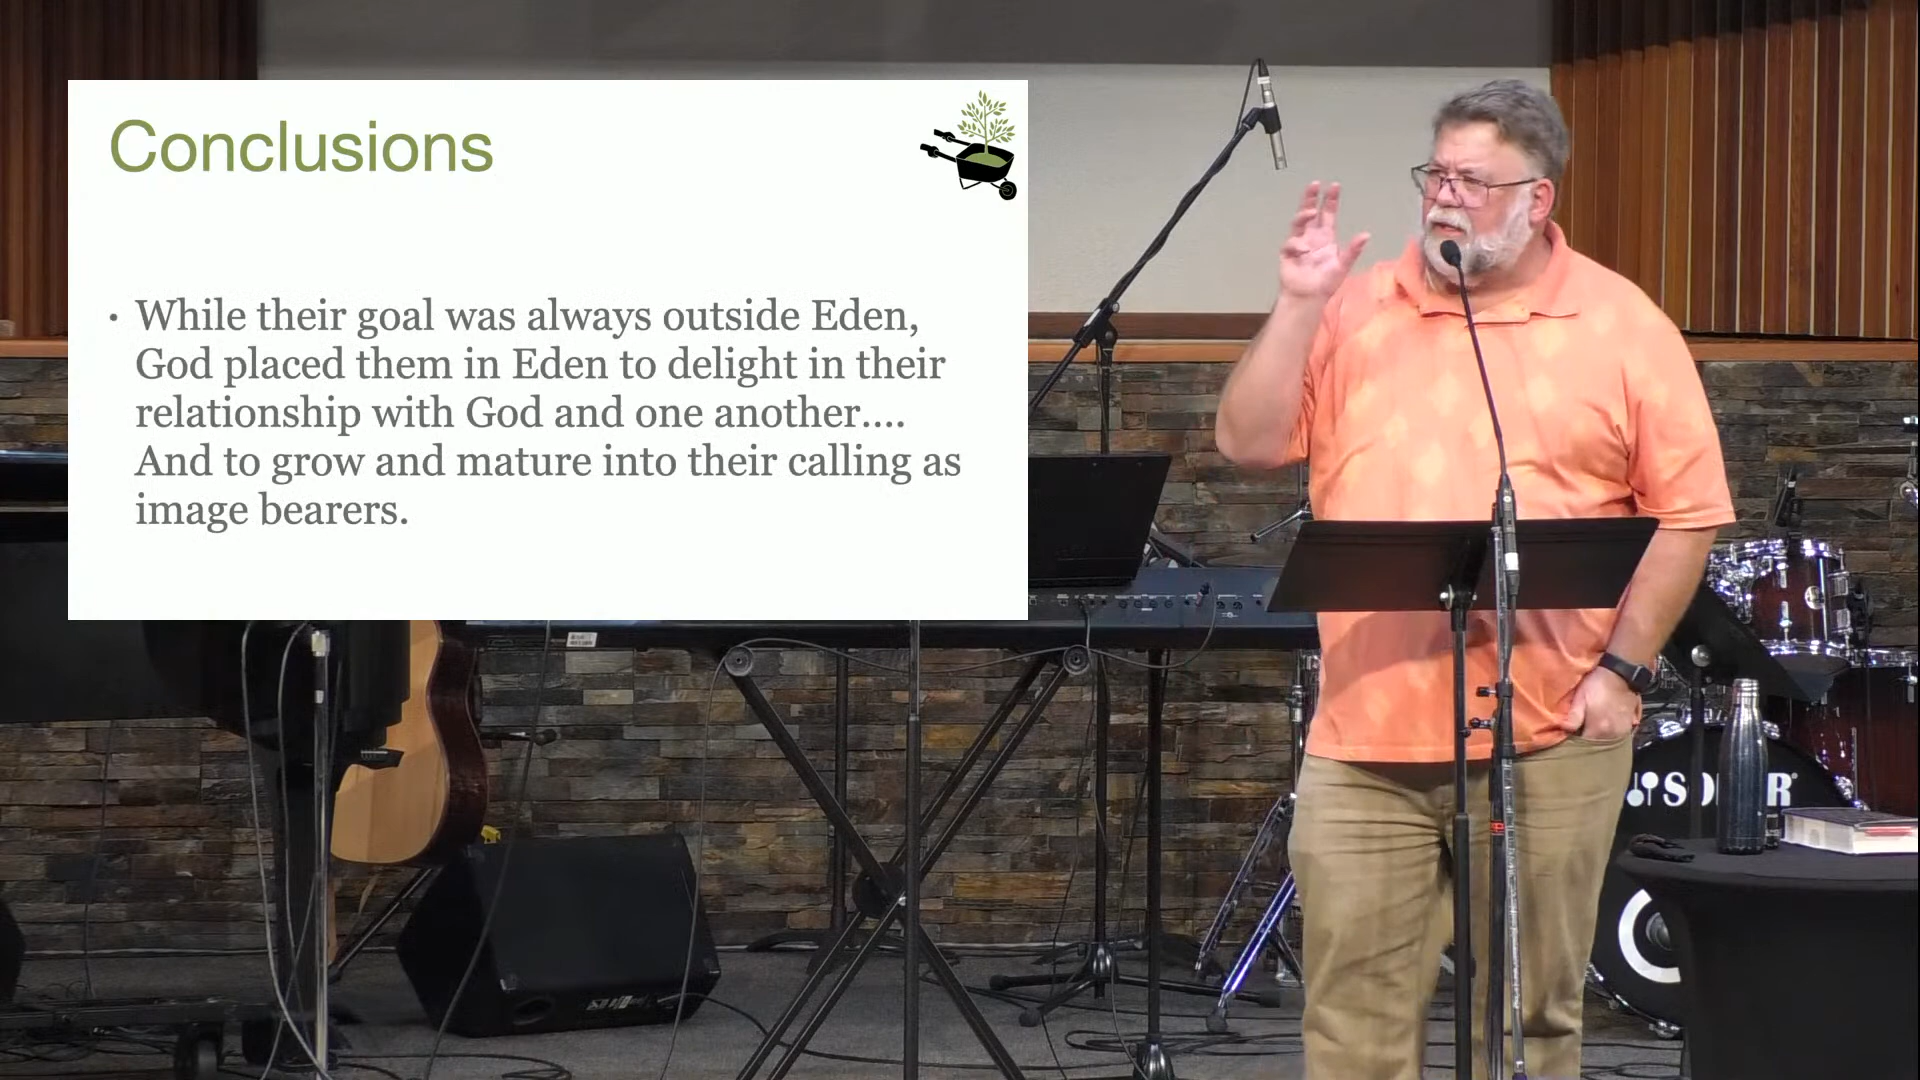 Conclusions
• While their goal was always outside Eden,
God placed them in Eden to delight in their
relationship with God and one another....
And to grow and mature into their calling as
image bearers.